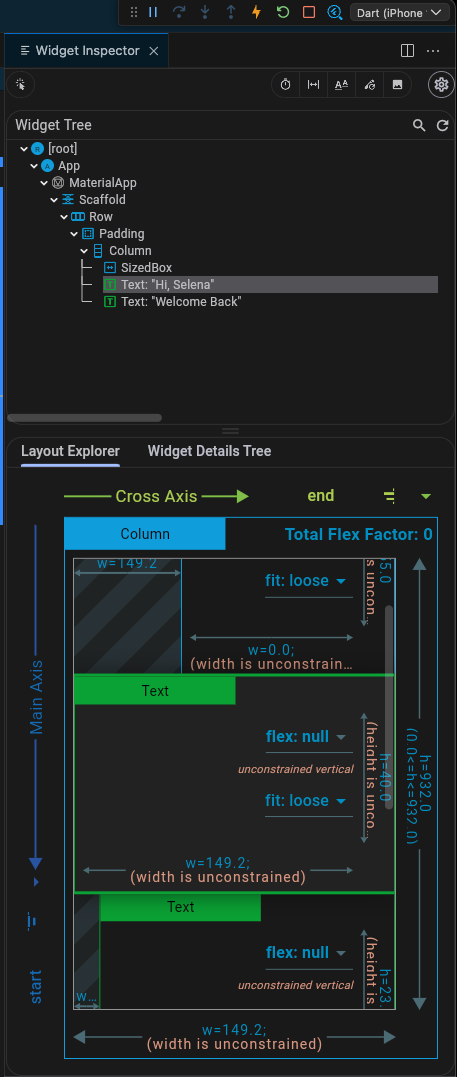 Dart (iPhone
Widget Inspector
Widget Tree
[root]
App
MaterialApp
Scaffold
Row
Padding
Column
SizedBox
Text: "Hi, Selena"
Text: "Welcome Back"
Layout Explorer
Widget Details Tree
Cross Axis
end
Column
Total Flex Factor: 0
w=149.2
fit: loose
5.0
s uncon…
w=0.0;
(width is unconstrain…
Text
flex: null
unconstrained vertical
fit: loose
h=40.0
(height is unco…
w=149.2;
(width is unconstrained)
Text
flex: null
unconstrained vertical
h=23.
(height is
w…
w=149.2;
(width is unconstrained)
h=932.0
(0.0<=h<=932.0)
Main Axis
start